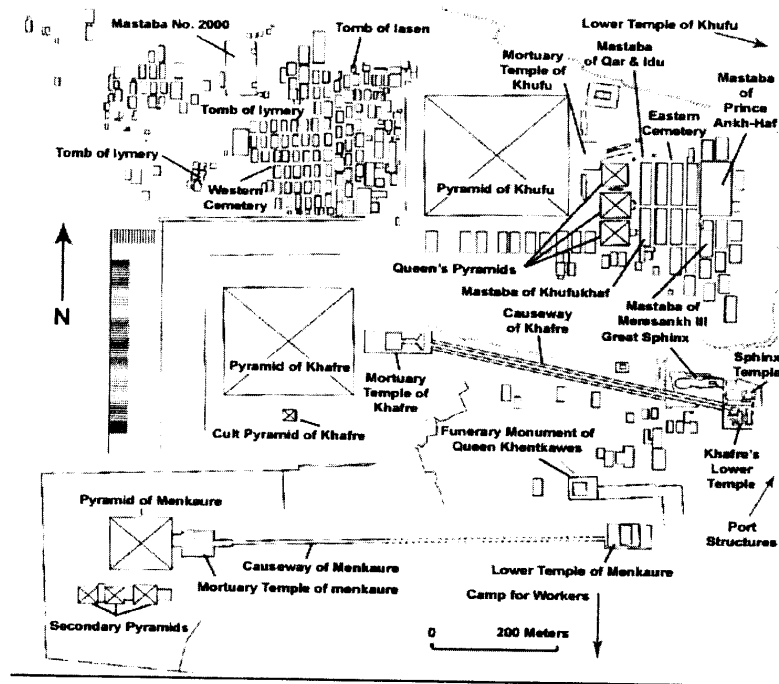 Mastaba No. 2000
Tomb of Iasen
Lower Temple of Khufu
Mortuary
Temple of
Khufu
Mastaba
of Qar & Idu
Mastaba
of
Prince
Ankh-Haf
Eastern
Cemetery
Tomb of Iymery
Tomb of Iymery
Western
Cemetery
Pyramid of Khufu
N
Queen's Pyramids
Mastaba of Khufukhaf
Mastaba of
Meresankh III
Causeway
of Khafre
Great Sphinx
Sphinx
Temple
Pyramid of Khafre
Mortuary
Temple of
Khafre
Cult Pyramid of Khafre
Funerary Monument of
Queen Khentkawes
Khafre's
Lower
Temple
Port
Structures
Pyramid of Menkaure
Causeway of Menkaure
Mortuary Temple of menkaure
Lower Temple of Menkaure
Camp for Workers
Secondary Pyramids
0 200 Meters